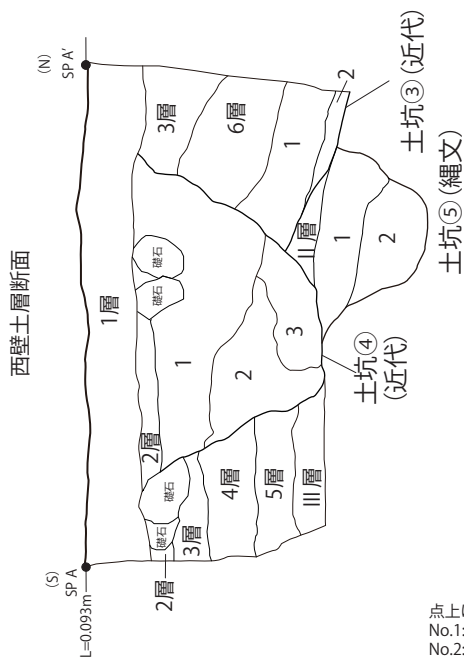 西壁土層断面
(S)
SP A
(N)
SP A'
L=0.093m
1層
2層
2層
礎石
礎石
礎石
礎石
3層
3層
4層
5層
III層
6層
II層
1
2
3
1
2
1
2
土坑④
(近代)
土坑③(近代)
土坑⑤(縄文)
点上
No.1:
No.2: